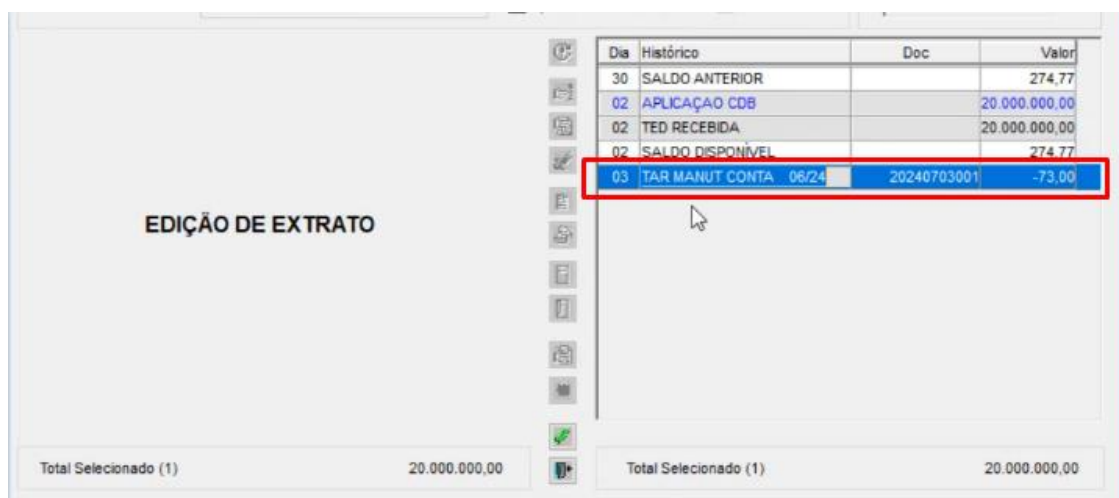 Dia Histórico Doc Valor
30 SALDO ANTERIOR 274,77
02 APLICAÇAO CDB 20.000.000,00
02 TED RECEBIDA 20.000.000,00
02 SALDO DISPONÍVEL 274,77
03 TAR MANUT CONTA 06/24 20240703001 -73,00
EDIÇÃO DE EXTRATO
Total Selecionado (1) 20.000.000,00
Total Selecionado (1) 20.000.000,00